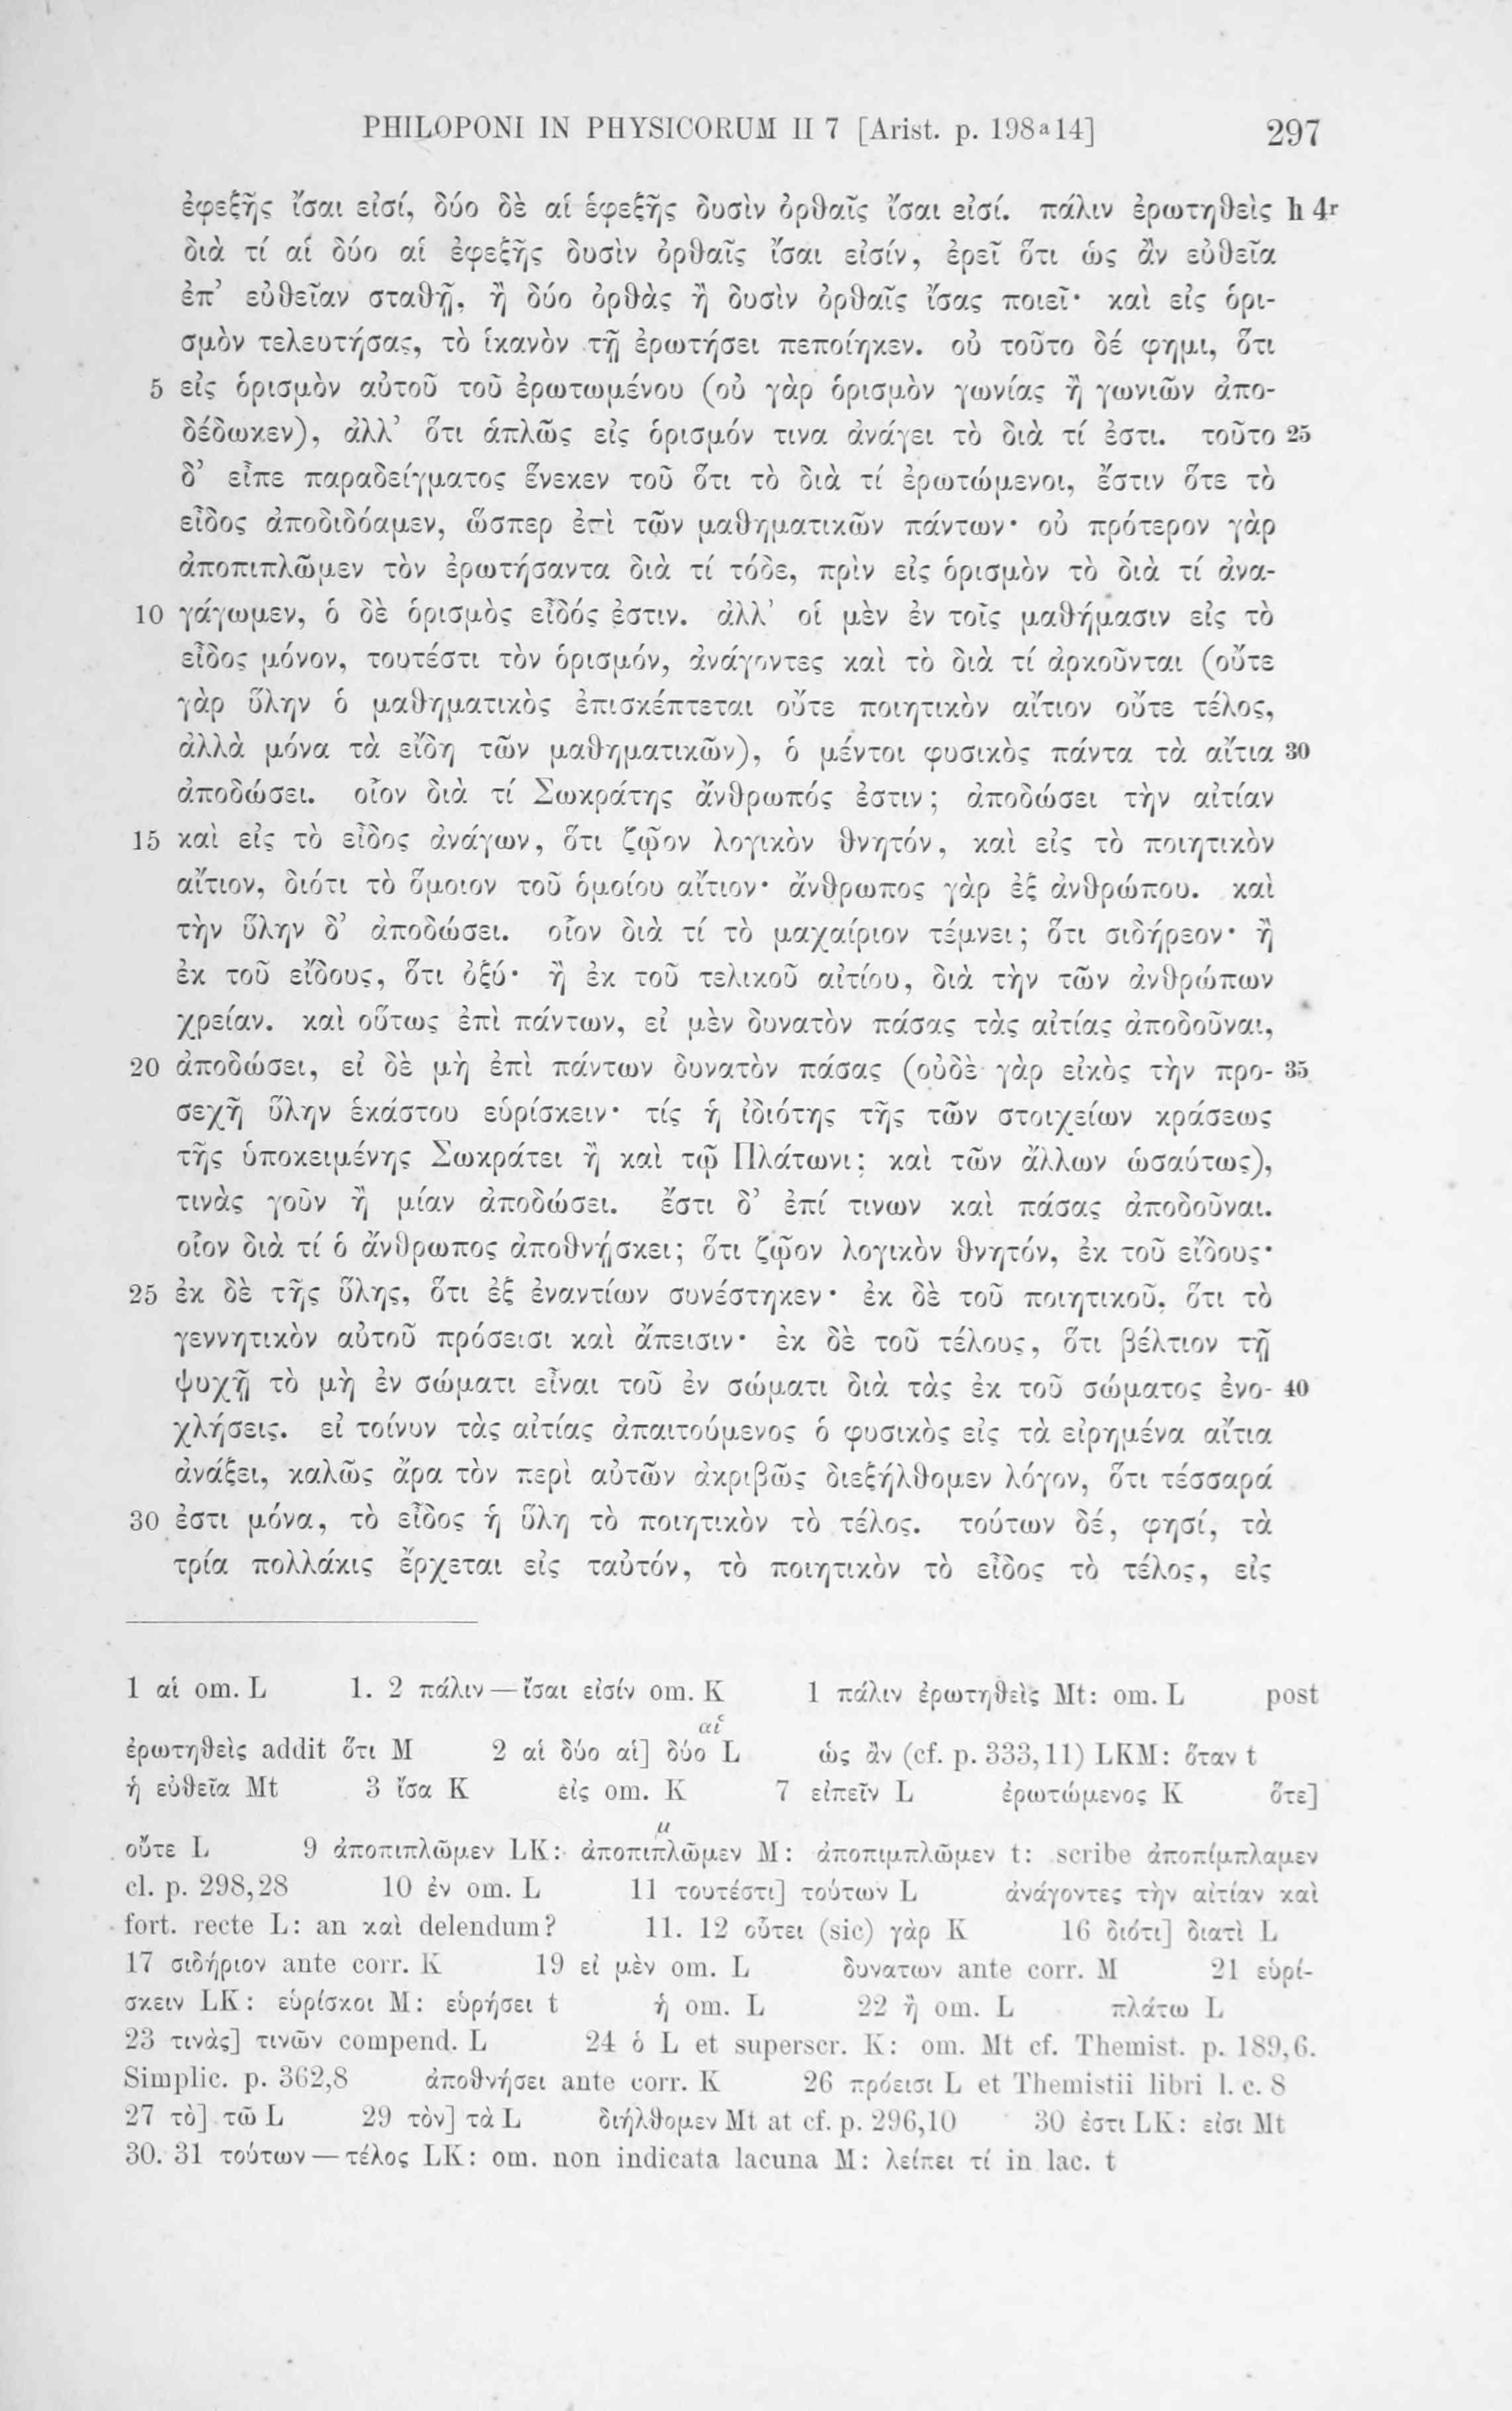 PHILOPONI IN PHYSICORUM II 7 [Arist. p. 198ª14] 297
ἐφεξῆς ἴσαι εἰσί, δύο δὲ αἱ ἐφεξῆς δυσὶν ὀρθαῖς ἴσαι εἰσί. πάλιν ἐρωτηθεὶς h 4r
διὰ τί αἱ δύο αἱ ἐφεξῆς δυσὶν ὀρθαῖς ἴσαι εἰσίν, ἐρεῖ ὅτι ὡς ἂν εὐθεῖα
ἐπ’ εὐθεῖαν σταθῇ, ἢ δύο ὀρθὰς ἢ δυσὶν ὀρθαῖς ἴσας ποιεῖ· καὶ εἰς ὁρι-
σμὸν τελευτήσας, τὸ ἱκανὸν τῇ ἐρωτήσει πεποίηκεν. οὐ τοῦτο δέ φημι, ὅτι
5 εἰς ὁρισμὸν αὐτοῦ τοῦ ἐρωτωμένου (οὐ γὰρ ὁρισμὸν γωνίας ἢ γωνιῶν ἀπο-
δέδωκεν), ἀλλ’ ὅτι ἁπλῶς εἰς ὁρισμόν τινα ἀνάγει τὸ διὰ τί ἐστι. τοῦτο 25
δ’ εἶπε παραδείγματος ἕνεκεν τοῦ ὅτι τὸ διὰ τί ἐρωτώμενοι, ἔστιν ὅτε τὸ
εἶδος ἀποδιδόαμεν, ὥσπερ ἐπὶ τῶν μαθηματικῶν πάντων· οὐ πρότερον γὰρ
ἀποπιπλῶμεν τὸν ἐρωτήσαντα διὰ τί τόδε, πρὶν εἰς ὁρισμὸν τὸ διὰ τί ἀνα-
10 γάγωμεν, ὁ δὲ ὁρισμὸς εἶδός ἐστιν. ἀλλ’ οἱ μὲν ἐν τοῖς μαθήμασιν εἰς τὸ
εἶδος μόνον, τουτέστι τὸν ὁρισμόν, ἀνάγοντες καὶ τὸ διὰ τί ἀρκοῦνται (οὔτε
γὰρ ὕλην ὁ μαθηματικὸς ἐπισκέπτεται οὔτε ποιητικὸν αἴτιον οὔτε τέλος,
ἀλλὰ μόνα τὰ εἴδη τῶν μαθηματικῶν), ὁ μέντοι φυσικὸς πάντα τὰ αἴτια 30
ἀποδώσει. οἷον διὰ τί Σωκράτης ἄνθρωπός ἐστιν; ἀποδώσει τὴν αἰτίαν
15 καὶ εἰς τὸ εἶδος ἀνάγων, ὅτι ζῷον λογικὸν θνητόν, καὶ εἰς τὸ ποιητικὸν
αἴτιον, διότι τὸ ὅμοιον τοῦ ὁμοίου αἴτιον· ἄνθρωπος γὰρ ἐξ ἀνθρώπου. καὶ
τὴν ὕλην δ’ ἀποδώσει. οἷον διὰ τί τὸ μαχαίριον τέμνει; ὅτι σιδήρεον· ἢ
ἐκ τοῦ εἴδους, ὅτι ὀξύ· ἢ ἐκ τοῦ τελικοῦ αἰτίου, διὰ τὴν τῶν ἀνθρώπων
χρείαν. καὶ οὕτως ἐπὶ πάντων, εἰ μὲν δυνατὸν πάσας τὰς αἰτίας ἀποδοῦναι,
20 ἀποδώσει, εἰ δὲ μὴ ἐπὶ πάντων δυνατὸν πάσας (οὐδὲ γὰρ εἰκὸς τὴν προ- 35
σεχῆ ὕλην ἑκάστου εὑρίσκειν· τίς ἡ ἰδιότης τῆς τῶν στοιχείων κράσεως
τῆς ὑποκειμένης Σωκράτει ἢ καὶ τῷ Πλάτωνι; καὶ τῶν ἄλλων ὡσαύτως),
τινὰς γοῦν ἢ μίαν ἀποδώσει. ἔστι δ’ ἐπί τινων καὶ πάσας ἀποδοῦναι.
οἷον διὰ τί ὁ ἄνθρωπος ἀποθνῄσκει; ὅτι ζῷον λογικὸν θνητόν, ἐκ τοῦ εἴδους·
25 ἐκ δὲ τῆς ὕλης, ὅτι ἐξ ἐναντίων συνέστηκεν· ἐκ δὲ τοῦ ποιητικοῦ, ὅτι τὸ
γεννητικὸν αὐτοῦ πρόσεισι καὶ ἄπεισιν· ἐκ δὲ τοῦ τέλους, ὅτι βέλτιον τῇ
ψυχῇ τὸ μὴ ἐν σώματι εἶναι τοῦ ἐν σώματι διὰ τὰς ἐκ τοῦ σώματος ἐνο- 40
χλήσεις. εἰ τοίνυν τὰς αἰτίας ἀπαιτούμενος ὁ φυσικὸς εἰς τὰ εἰρημένα αἴτια
ἀνάξει, καλῶς ἄρα τὸν περὶ αὐτῶν ἀκριβῶς διεξήλθομεν λόγον, ὅτι τέσσαρά
30 ἐστι μόνα, τὸ εἶδος ἡ ὕλη τὸ ποιητικὸν τὸ τέλος. τούτων δέ, φησί, τὰ
τρία πολλάκις ἔρχεται εἰς ταὐτόν, τὸ ποιητικὸν τὸ εἶδος τὸ τέλος, εἰς
1 αἱ om. L 1. 2 πάλιν — ἴσαι εἰσίν om. K 1 πάλιν ἐρωτηθεὶς Mt: om. L post
αἱ
ἐρωτηθεὶς addit ὅτι M 2 αἱ δύο αἱ] δύο L ὡς ἂν (cf. p. 333,11) LKM: ὅταν t
ἡ εὐθεῖα Mt 3 ἴσα K εἰς om. K 7 εἰπεῖν L ἐρωτώμενος K ὅτε]
μ
οὔτε L 9 ἀποπιπλῶμεν LK: ἀποπιπλῶμεν M: ἀποπιμπλῶμεν t: scribe ἀποπίμπλαμεν
cl. p. 298,28 10 ἐν om. L 11 τουτέστι] τούτων L ἀνάγοντες τὴν αἰτίαν καὶ
fort. recte L: an καὶ delendum? 11. 12 οὔτει (sic) γὰρ K 16 διότι] διατὶ L
17 σιδήριον ante corr. K 19 εἰ μὲν om. L δυνατων ante corr. M 21 εὑρί-
σκειν LK: εὑρίσκοι M: εὑρήσει t ἡ om. L 22 ἢ om. L πλάτω L
23 τινὰς] τινῶν compend. L 24 ὁ L et superscr. K: om. Mt cf. Themist. p. 189,6.
Simplic. p. 362,8 ἀποθνήσει ante corr. K 26 πρόεισι L et Themistii libri l. c. S
27 τὸ] τῶ L 29 τὸν] τὰ L διήλθομεν Mt at cf. p. 296,10 30 ἐστι LK: εἰσι Mt
30. 31 τούτων — τέλος LK: om. non indicata lacuna M: λείπει τί in lac. t